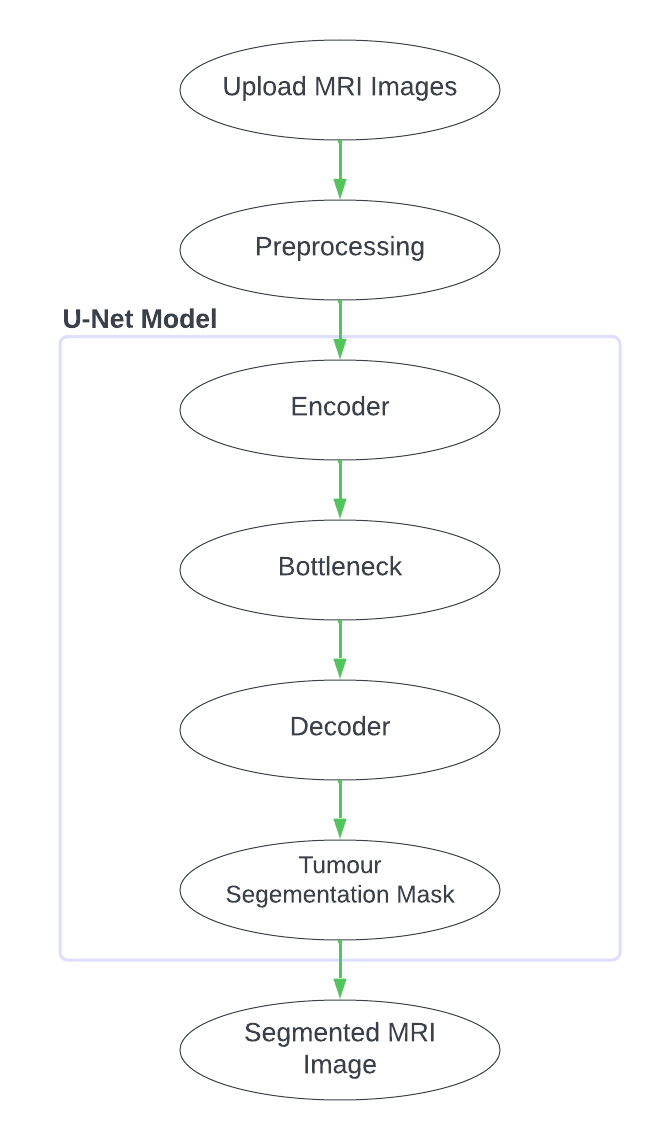 Upload MRI Images
Preprocessing
U-Net Model
Encoder
Bottleneck
Decoder
Tumour
Segementation Mask
Segmented MRI
Image